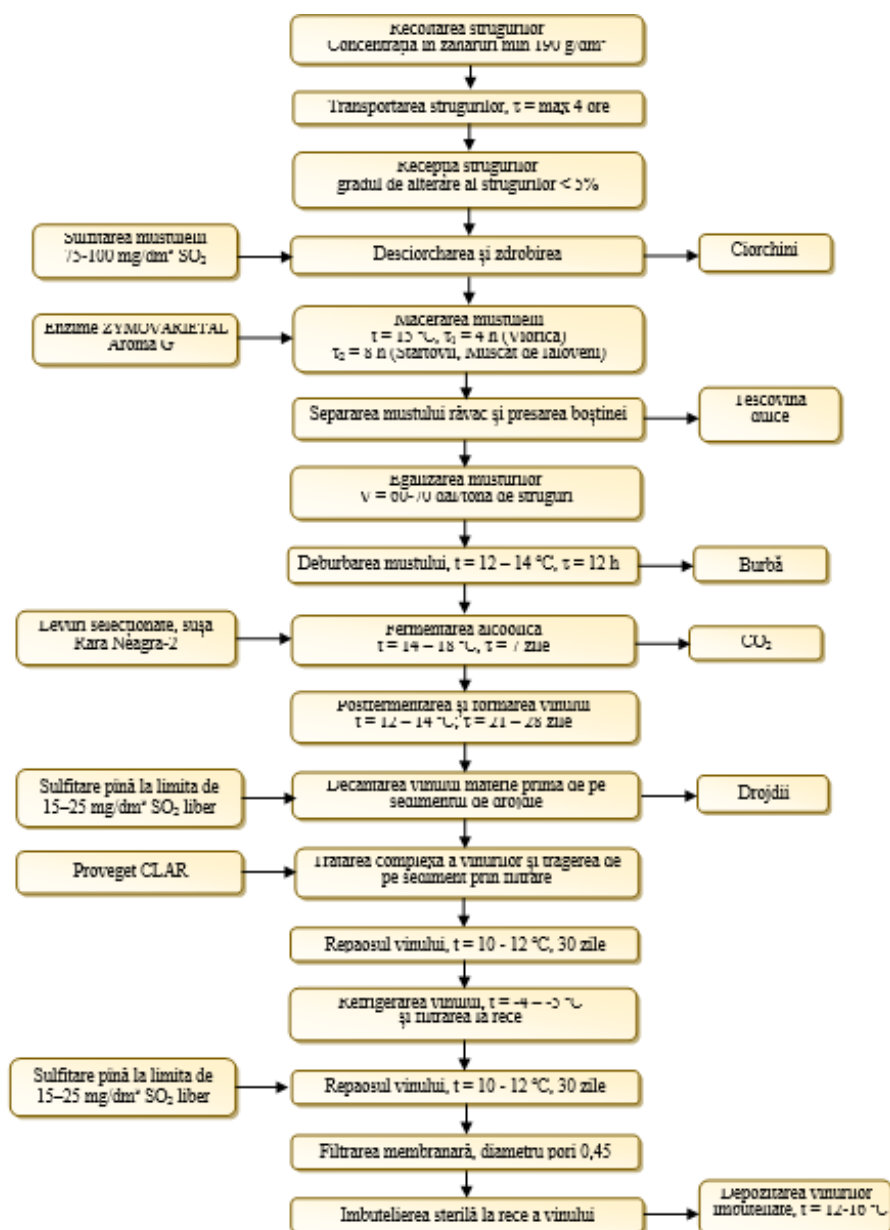 Recoltarea strugurilor
Concentrația în zaharuri min 190 g/dm³
Transportarea strugurilor, τ = max 4 ore
Recepția strugurilor
gradul de alterare al strugurilor < 5%
Sulfitarea mustuielii
75-100 mg/dm³ SO₂
Desciorcharea și zdrobirea
Ciorchini
Enzime ZYMOVARIETAL
Aroma G
Macerarea mustuielii
t = 15 °C, τ₁ = 4 h (Viorica)
τ₂ = 8 h (Startovîi, Muscat de Ialoveni)
Separarea mustului răvac și presarea boștinei
Tescovină
dulce
Egalizarea musturilor
V = 60-70 dal/tonă de struguri
Deburbarea mustului, t = 12 – 14 °C, τ = 12 h
Burbă
Levuri selecționate, sușa
Rara Neagră-2
Fermentarea alcoolică
t = 14 – 18 °C, τ = 7 zile
CO₂
Postfermentarea și formarea vinului
t = 12 – 14 °C; τ = 21 – 28 zile
Sulfitare pînă la limita de
15–25 mg/dm³ SO₂ liber
Decantarea vinului materie primă de pe
sedimentul de drojdie
Drojdii
Proveget CLAR
Tratarea complexă a vinurilor și tragerea de
pe sediment prin filtrare
Repaosul vinului, t = 10 - 12 °C, 30 zile
Refrigerarea vinului, t = -4 – -5 °C
și filtrarea la rece
Sulfitare pînă la limita de
15–25 mg/dm³ SO₂ liber
Repaosul vinului, t = 10 - 12 °C, 30 zile
Filtrarea membranară, diametru pori 0,45
Imbutelierea sterilă la rece a vinului
Depozitarea vinurilor
îmbuteliate, t = 12-16 °C